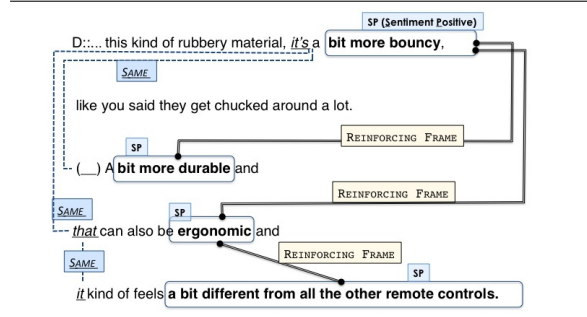 SP (Sentiment Positive)
D::... this kind of rubbery material, it's a bit more bouncy,
SAME
like you said they get chucked around a lot.
REINFORCING FRAME
SP
(__) A bit more durable and
REINFORCING FRAME
SAME
SP
that can also be ergonomic and
SAME
REINFORCING FRAME
SP
it kind of feels a bit different from all the other remote controls.